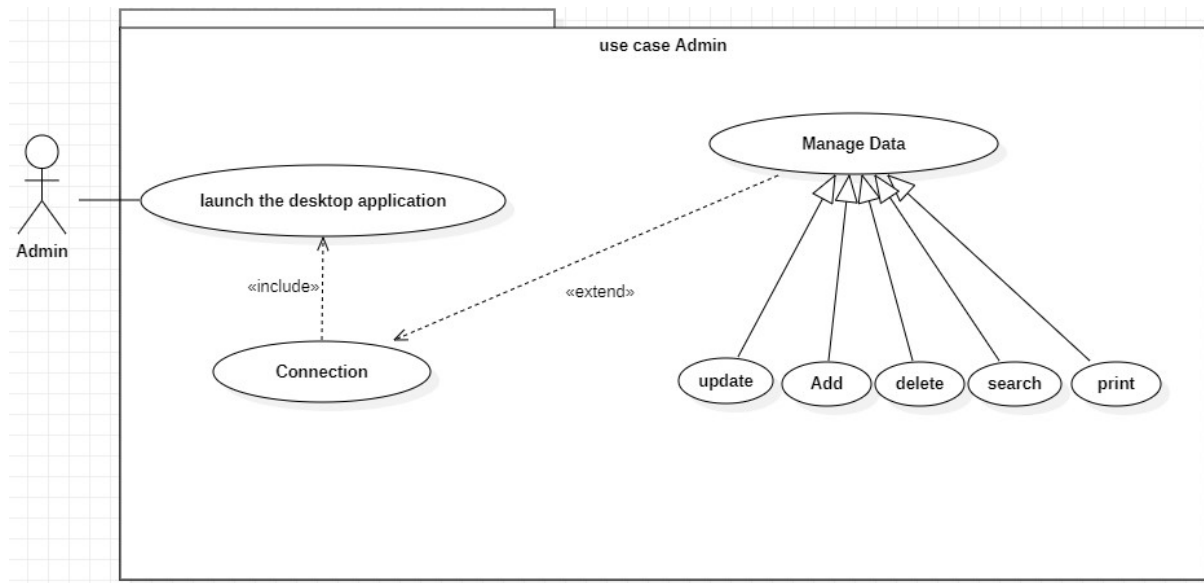 use case Admin
Manage Data
launch the desktop application
Admin
«include»
«extend»
Connection
update
Add
delete
search
print